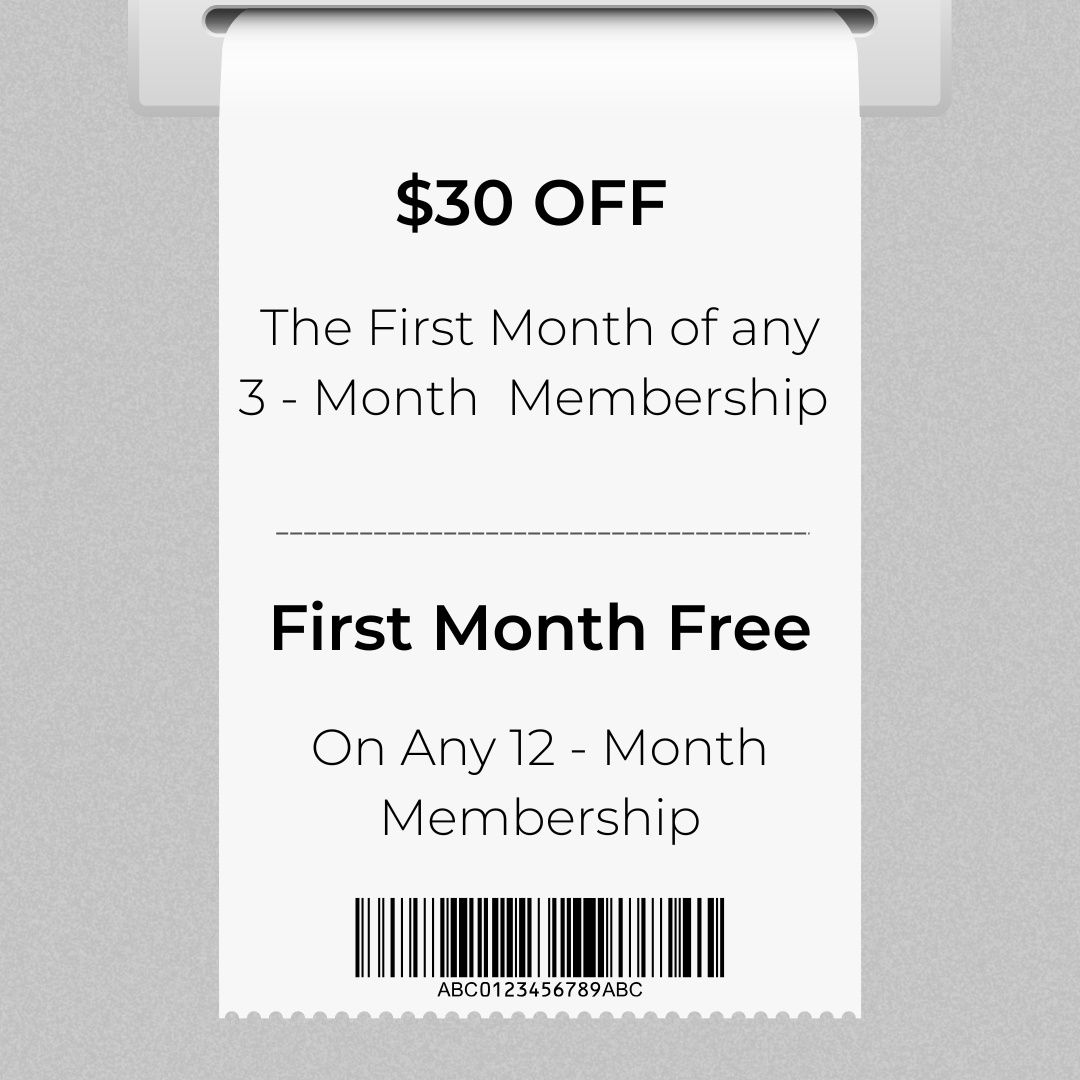 $30 OFF
The First Month of any
3 - Month  Membership
First Month Free
On Any 12 - Month
Membership
ABC0123456789ABC